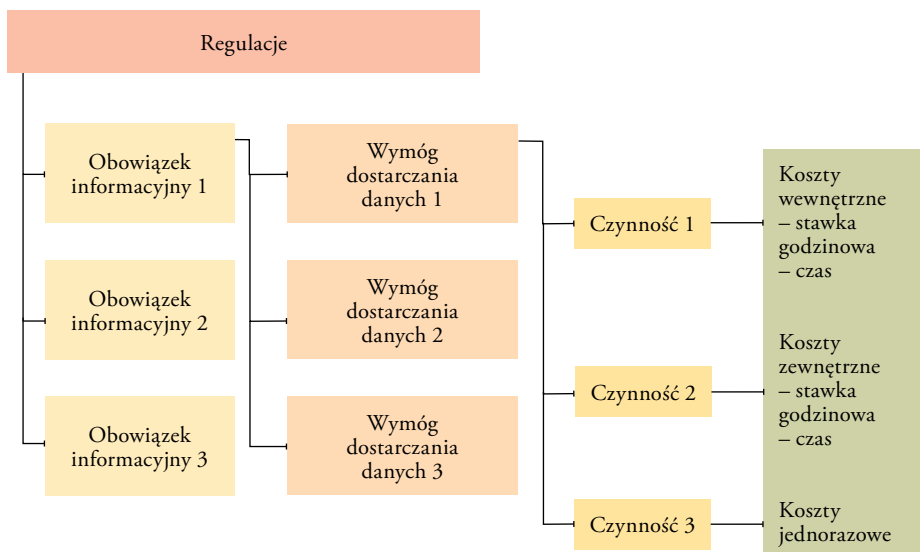 Regulacje
Obowiązek
informacyjny 1
Obowiązek
informacyjny 2
Obowiązek
informacyjny 3
Wymóg
dostarczania
danych 1
Wymóg
dostarczania
danych 2
Wymóg
dostarczania
danych 3
Czynność 1
Czynność 2
Czynność 3
Koszty
wewnętrzne
– stawka
godzinowa
– czas
Koszty
zewnętrzne
– stawka
godzinowa
– czas
Koszty
jednorazowe